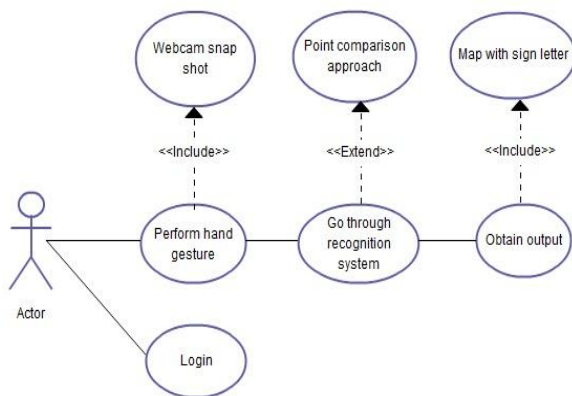 Webcam snap
shot
Point comparison
approach
Map with sign letter
<<Include>>
<<Extend>>
<<Include>>
Perform hand
gesture
Go through
recognition
system
Obtain output
Actor
Login